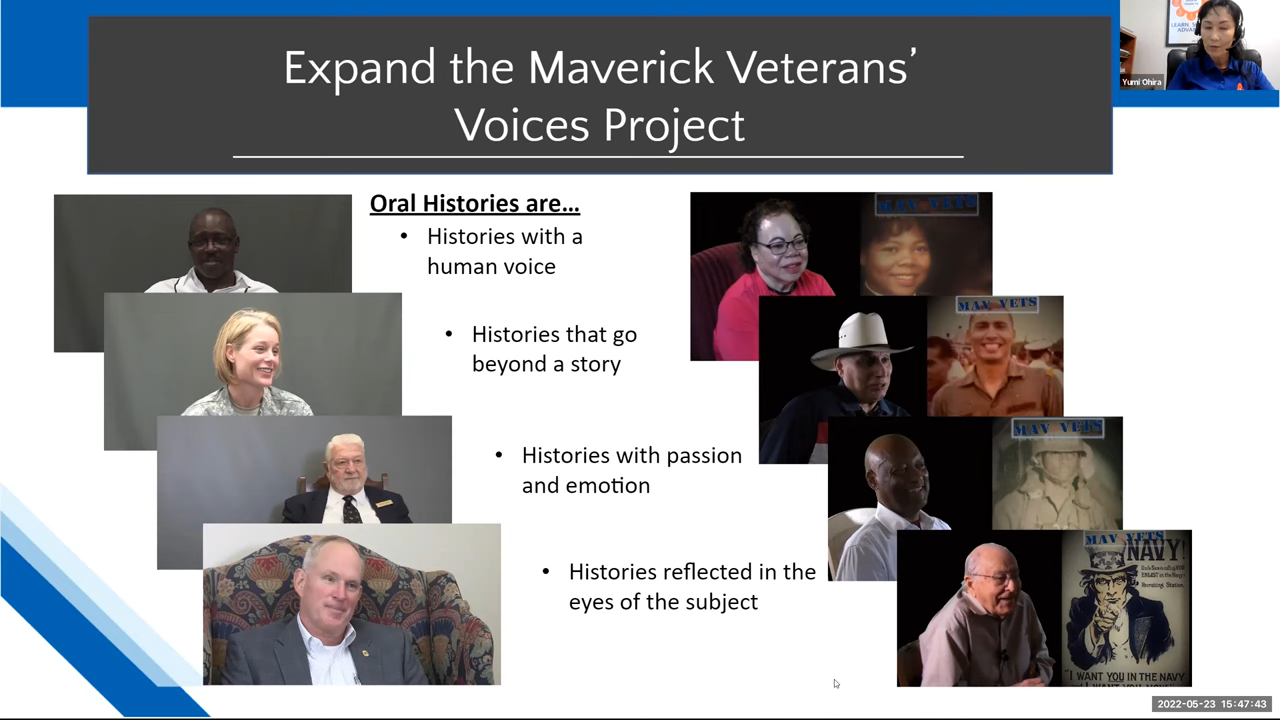 Expand the Maverick Veterans’
Voices Project
LEARN. S
ADVAN
Yumi Ohira
Oral Histories are…
• Histories with a
human voice
• Histories that go
beyond a story
• Histories with passion
and emotion
• Histories reflected in the
eyes of the subject
MAV VETS
MAV VETS
MAV VETS
MAV VETS
NAVY!
"I WANT YOU IN THE NAVY
2022-05-23 15:47:43